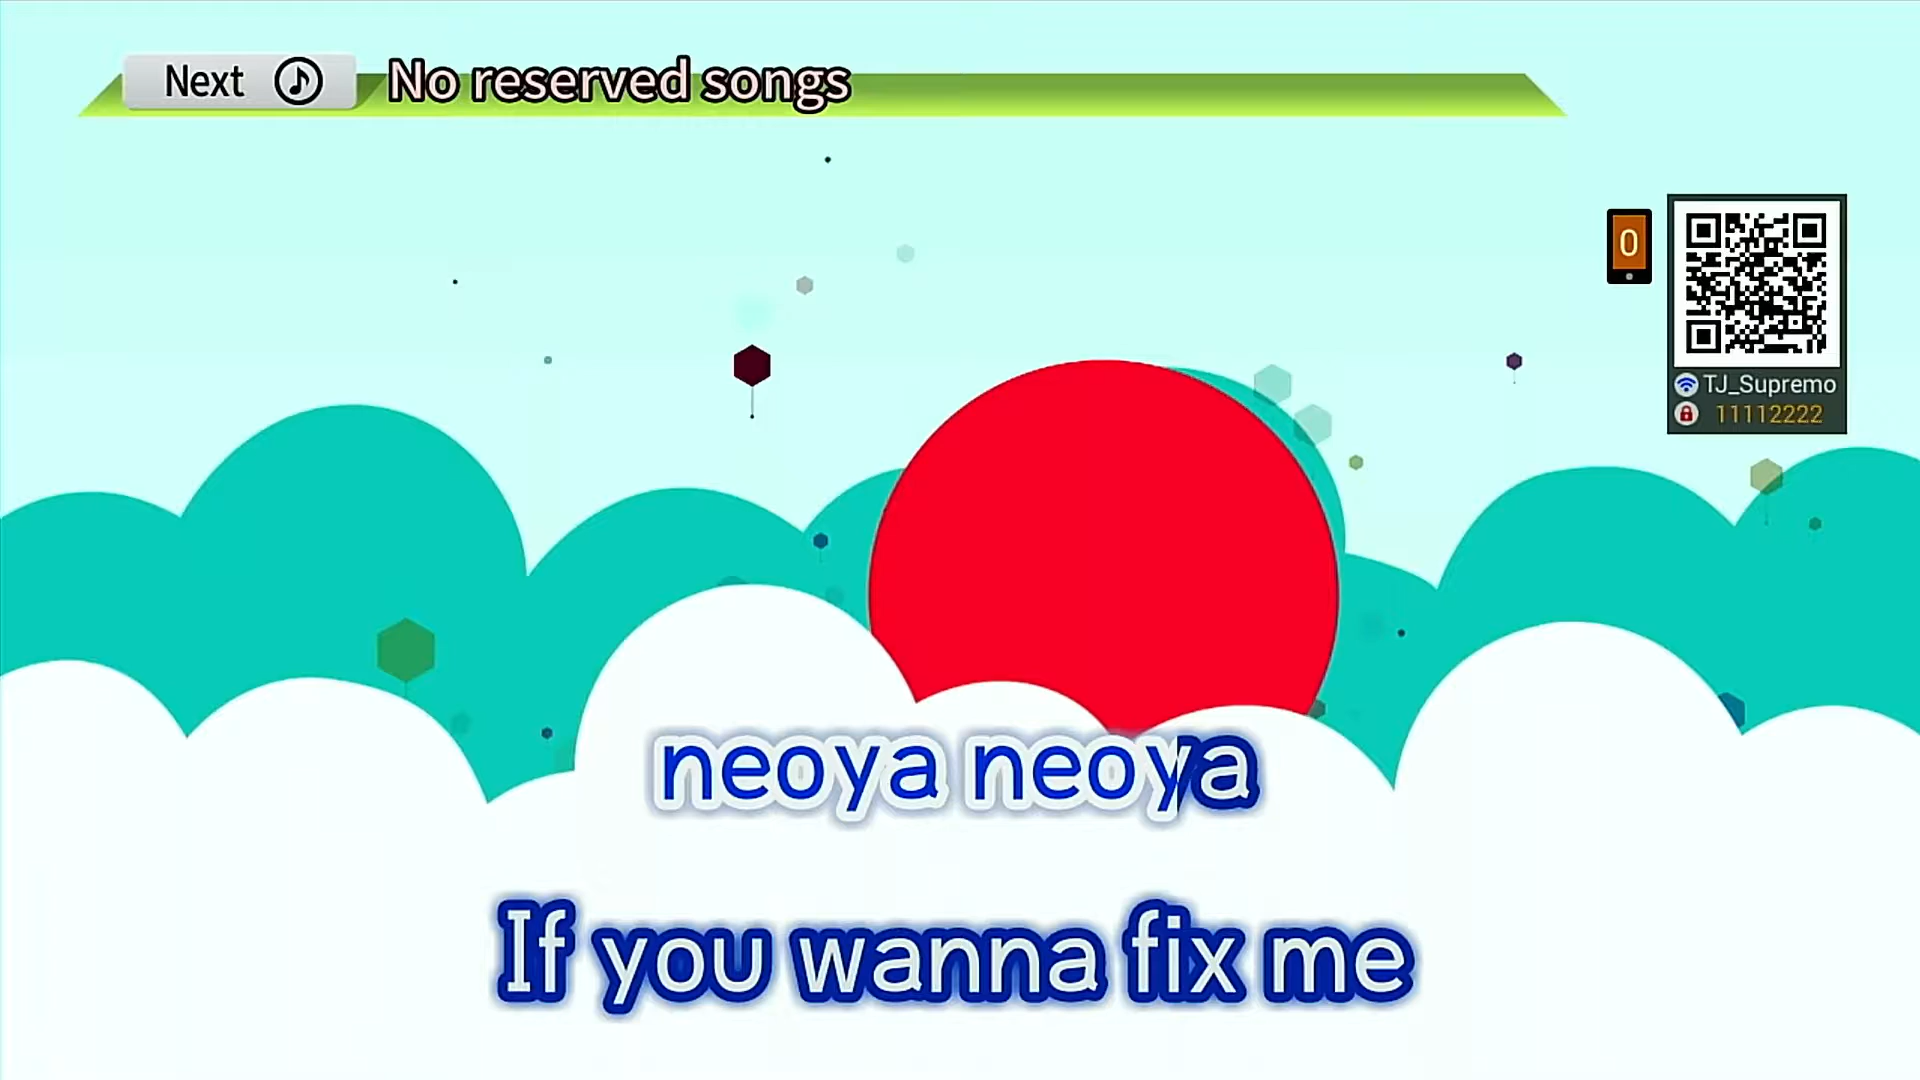 Next No reserved songs
0
TJ_Supremo
11112222
neoya neoya
If you wanna fix me